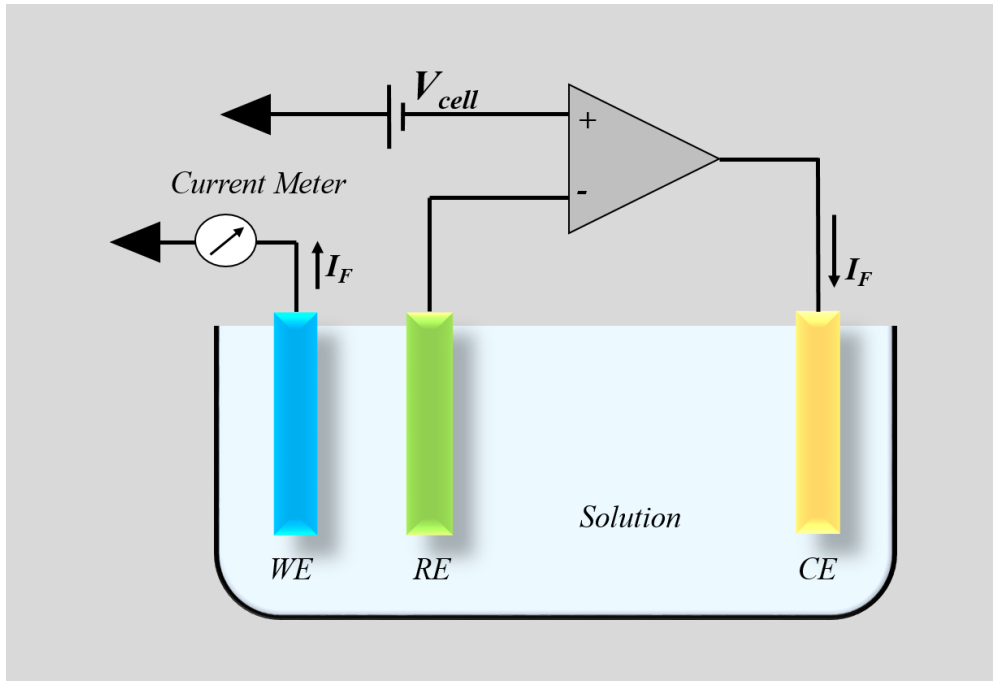 V_cell
+
Current Meter
-
I_F
I_F
Solution
WE RE CE